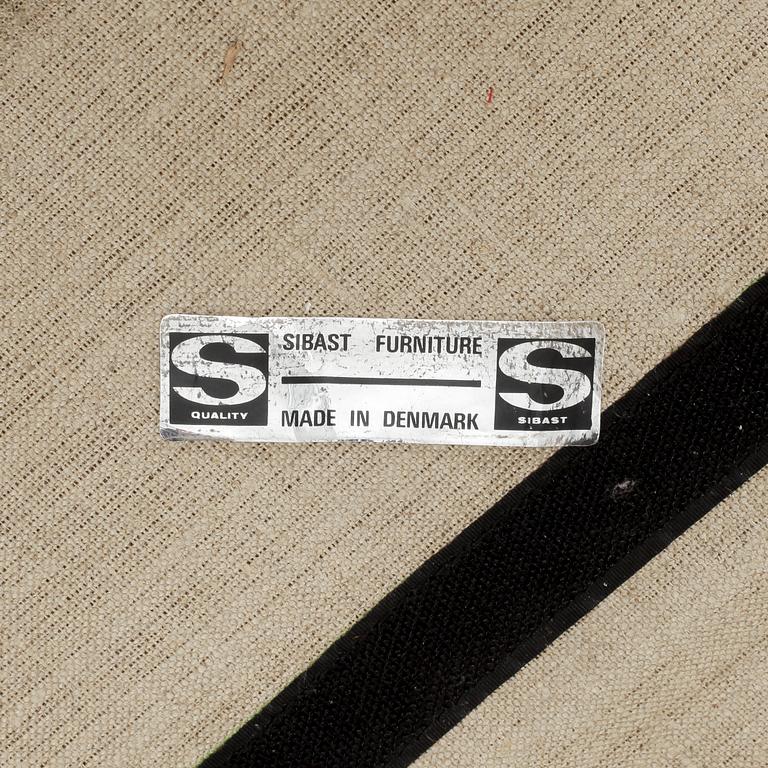 S
QUALITY
SIBAST FURNITURE
MADE IN DENMARK
S
SIBAST